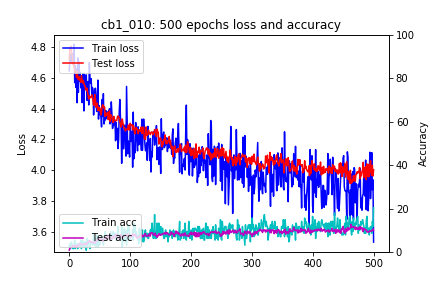 cb1_010: 500 epochs loss and accuracy
Train loss
Test loss
Train acc
Test acc
Loss
4.8
4.6
4.4
4.2
4.0
3.8
3.6
Accuracy
100
80
60
40
20
0
0
100
200
300
400
500